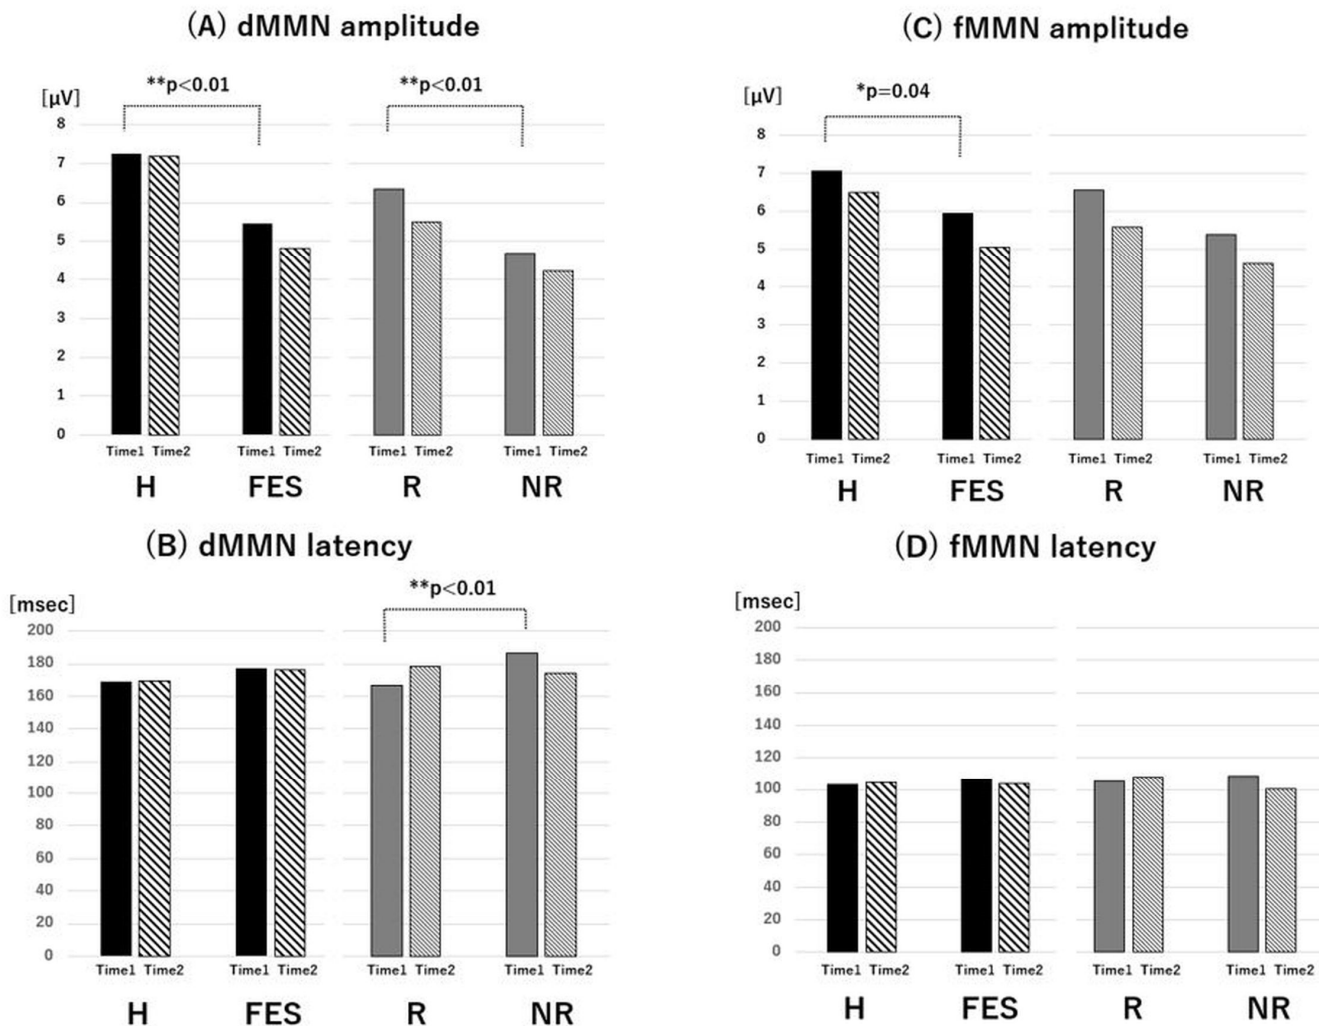 (A) dMMN amplitude
[μV]
**p<0.01
**p<0.01
8
7
6
5
4
3
2
1
0
Time1 Time2 Time1 Time2 Time1 Time2 Time1 Time2
H FES R NR
(C) fMMN amplitude
[μV]
*p=0.04
8
7
6
5
4
3
2
1
0
Time1 Time2 Time1 Time2 Time1 Time2 Time1 Time2
H FES R NR
(B) dMMN latency
[msec]
**p<0.01
200
180
160
140
120
100
80
60
40
20
0
Time1 Time2 Time1 Time2 Time1 Time2 Time1 Time2
H FES R NR
(D) fMMN latency
[msec]
200
180
160
140
120
100
80
60
40
20
0
Time1 Time2 Time1 Time2 Time1 Time2 Time1 Time2
H FES R NR